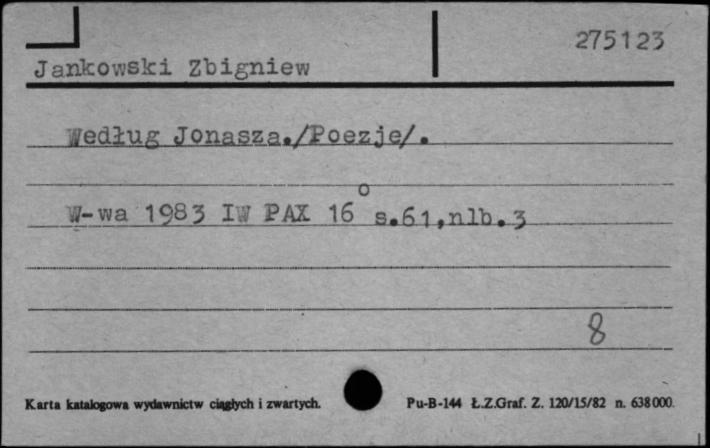 275123
Jankowski Zbigniew
Według Jonasza./Poezje/.
W-wa 1983 IW PAX 16° s.61,nlb.3
8
Karta katalogowa wydawnictw ciągłych i zwartych. Pu-B-144 Ł.Z.Graf. Z. 120/15/82 n. 638000.